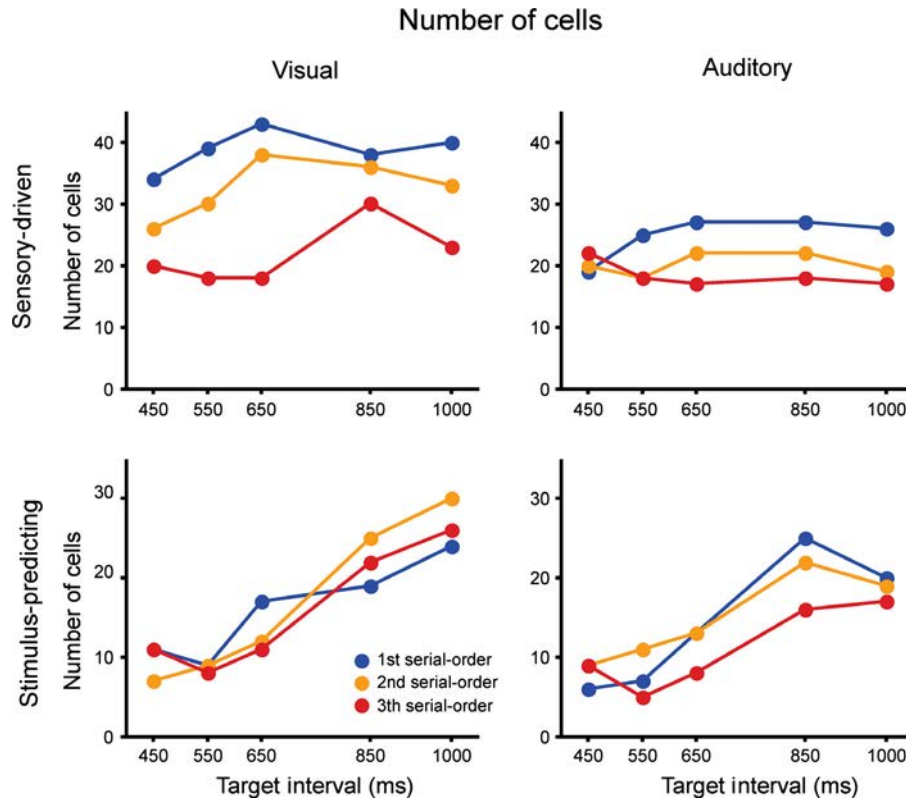 Number of cells
Visual
Auditory
Sensory-driven
Number of cells
40
30
20
10
0
450 550 650 850 1000
40
30
20
10
0
450 550 650 850 1000
Stimulus-predicting
Number of cells
30
20
10
0
450 550 650 850 1000
Target interval (ms)
1st serial-order
2nd serial-order
3th serial-order
30
20
10
0
450 550 650 850 1000
Target interval (ms)